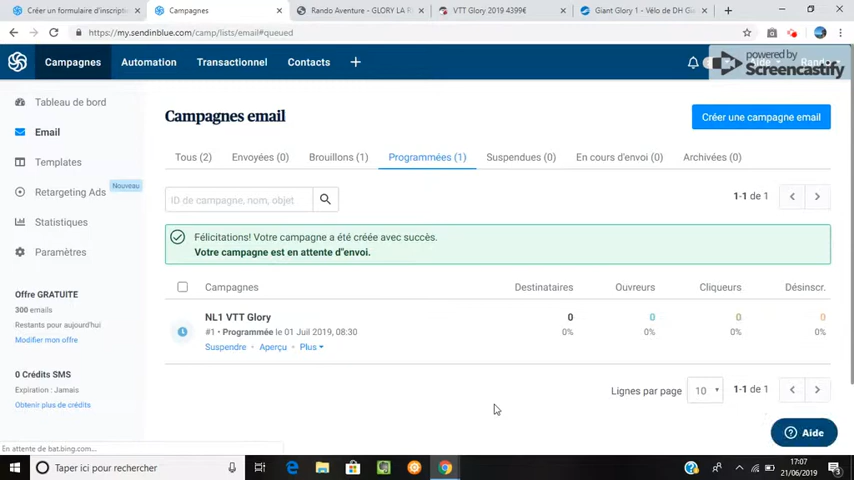 Créer un formulaire d'inscriptio
Campagnes
Rando Aventure - GLORY LA R
VTT Glory 2019 4399€
Giant Glory 1 - Vélo de DH Gia
https://my.sendinblue.com/camp/lists/email#queued
Campagnes
Automation
Transactionnel
Contacts
Aide
Rando
powered by
Screencastify
Tableau de bord
Email
Templates
Retargeting Ads
Nouveau
Statistiques
Paramètres
Offre GRATUITE
300 emails
Restants pour aujourd'hui
Modifier mon offre
0 Crédits SMS
Expiration : Jamais
Obtenir plus de crédits
Campagnes email
Créer une campagne email
Tous (2) Envoyées (0) Brouillons (1) Programmées (1) Suspendues (0) En cours d'envoi (0) Archivées (0)
ID de campagne, nom, objet
1-1 de 1
Félicitations! Votre campagne a été créée avec succès.
Votre campagne est en attente d''envoi.
Campagnes Destinataires Ouvreurs Cliqueurs Désinscr.
NL1 VTT Glory 0 0 0 0
#1 • Programmée le 01 Juil 2019, 08:30 0% 0% 0% 0%
Suspendre Aperçu Plus
Lignes par page 10 1-1 de 1
Aide
En attente de bat.bing.com...
Taper ici pour rechercher
17:07
21/06/2019
3